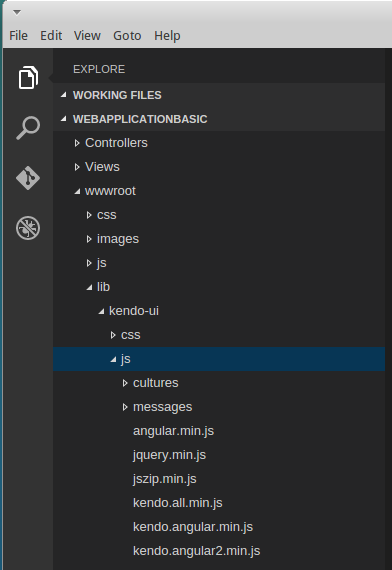 File Edit View Goto Help
EXPLORE
WORKING FILES
WEBAPPLICATIONBASIC
Controllers
Views
wwwroot
css
images
js
lib
kendo-ui
css
js
cultures
messages
angular.min.js
jquery.min.js
jszip.min.js
kendo.all.min.js
kendo.angular.min.js
kendo.angular2.min.js